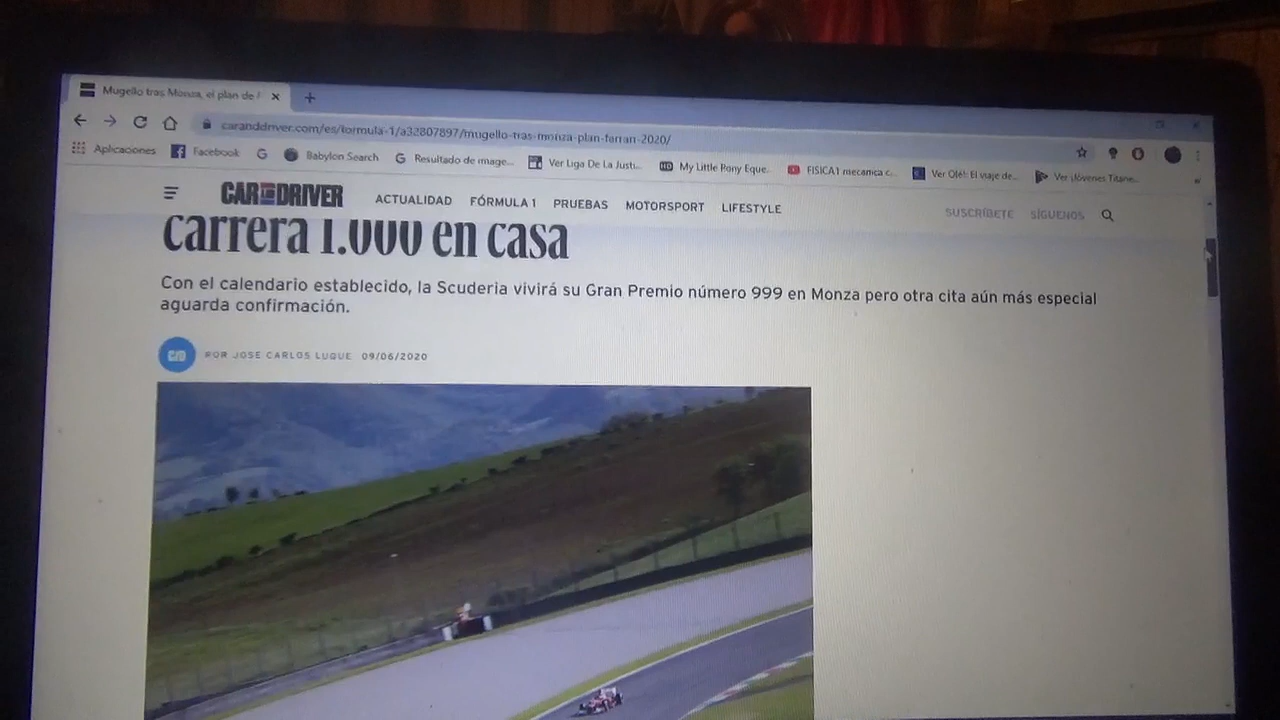 Mugello tras Monza, el plan de
caranddriver.com/es/formula-1/a32807897/mugello-tras-monza-plan-ferrari-2020/
Aplicaciones Facebook Babylon Search Resultado de image... Ver Liga De La Justi... My Little Pony Eque... FISICA1 mecanica c... Ver Olé!: El viaje de... Ver ¡Jóvenes Titane...
CAR AND DRIVER ACTUALIDAD FÓRMULA 1 PRUEBAS MOTORSPORT LIFESTYLE SUSCRÍBETE SÍGUENOS
carrera 1.000 en casa
Con el calendario establecido, la Scuderia vivirá su Gran Premio número 999 en Monza pero otra cita aún más especial
aguarda confirmación.
C/D POR JOSÉ CARLOS LUQUE 09/06/2020